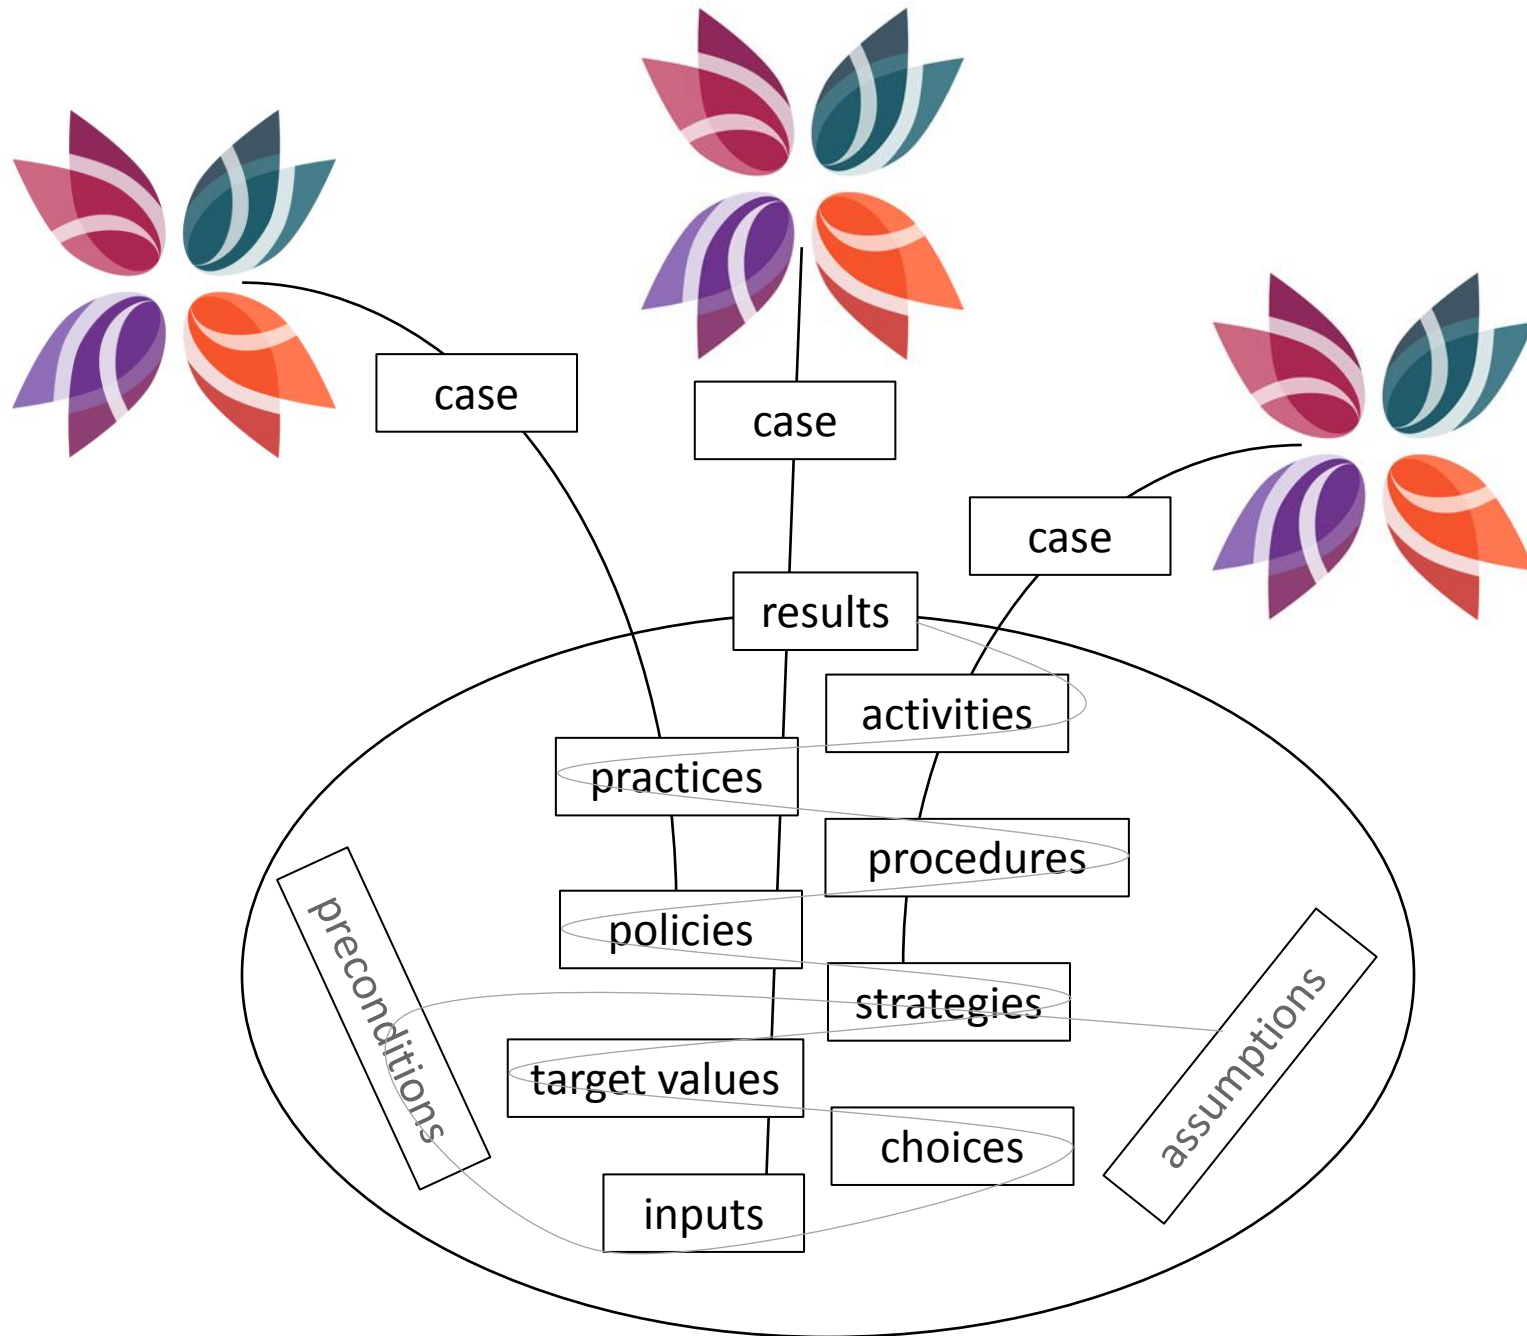 case
case
case
results
activities
practices
procedures
policies
preconditions
strategies
assumptions
target values
choices
inputs